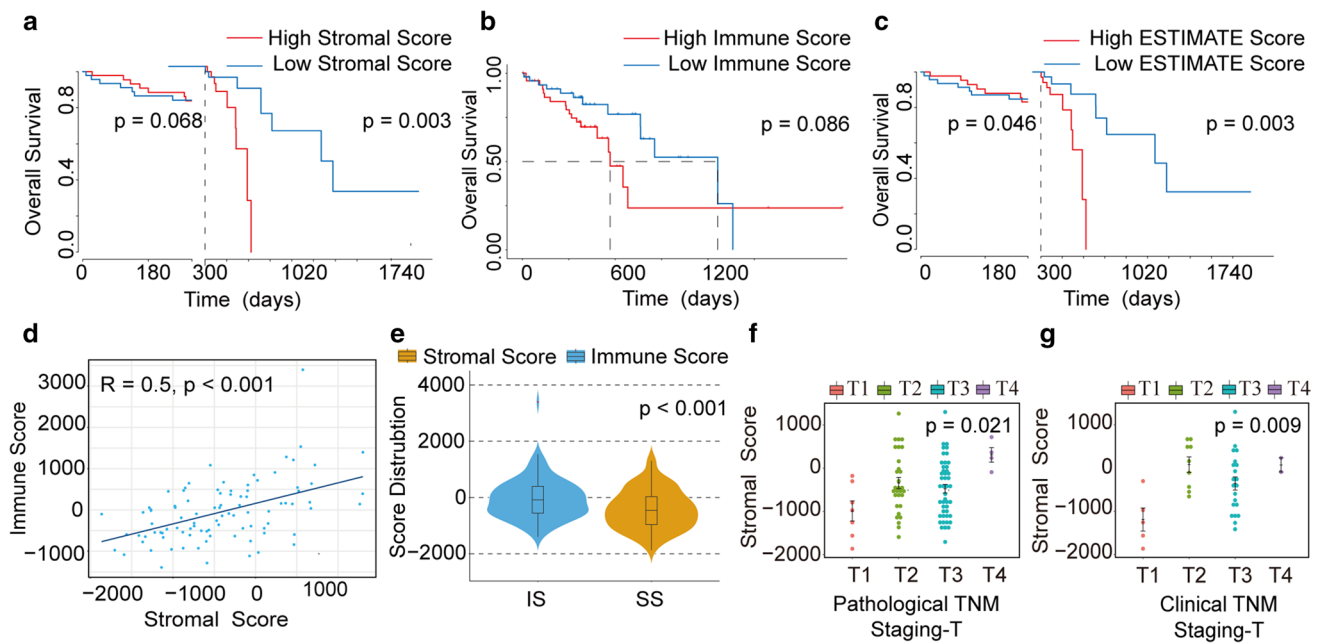 a
High Stromal Score
Low Stromal Score
Overall Survival
0.8
0.4
0.0
p = 0.068
p = 0.003
0
180
300
1020
1740
Time (days)
b
High Immune Score
Low Immune Score
Overall Survival
1.00
0.50
0.00
p = 0.086
0
600
1200
Time (days)
c
High ESTIMATE Score
Low ESTIMATE Score
Overall Survival
0.8
0.4
0.0
p = 0.046
p = 0.003
0
180
300
1020
1740
Time (days)
d
R = 0.5, p < 0.001
Immune Score
3000
1000
0
−1000
−2000
−1000
0
1000
Stromal Score
e
Stromal Score
Immune Score
p < 0.001
Score Distrubtion
4000
2000
0
−2000
IS
SS
f
T1
T2
T3
T4
p = 0.021
Stromal Score
1000
0
−1000
−2000
T1
T2
T3
T4
Pathological TNM
Staging-T
g
T1
T2
T3
T4
p = 0.009
Stromal Score
1000
0
−1000
−2000
T1
T2
T3
T4
Clinical TNM
Staging-T